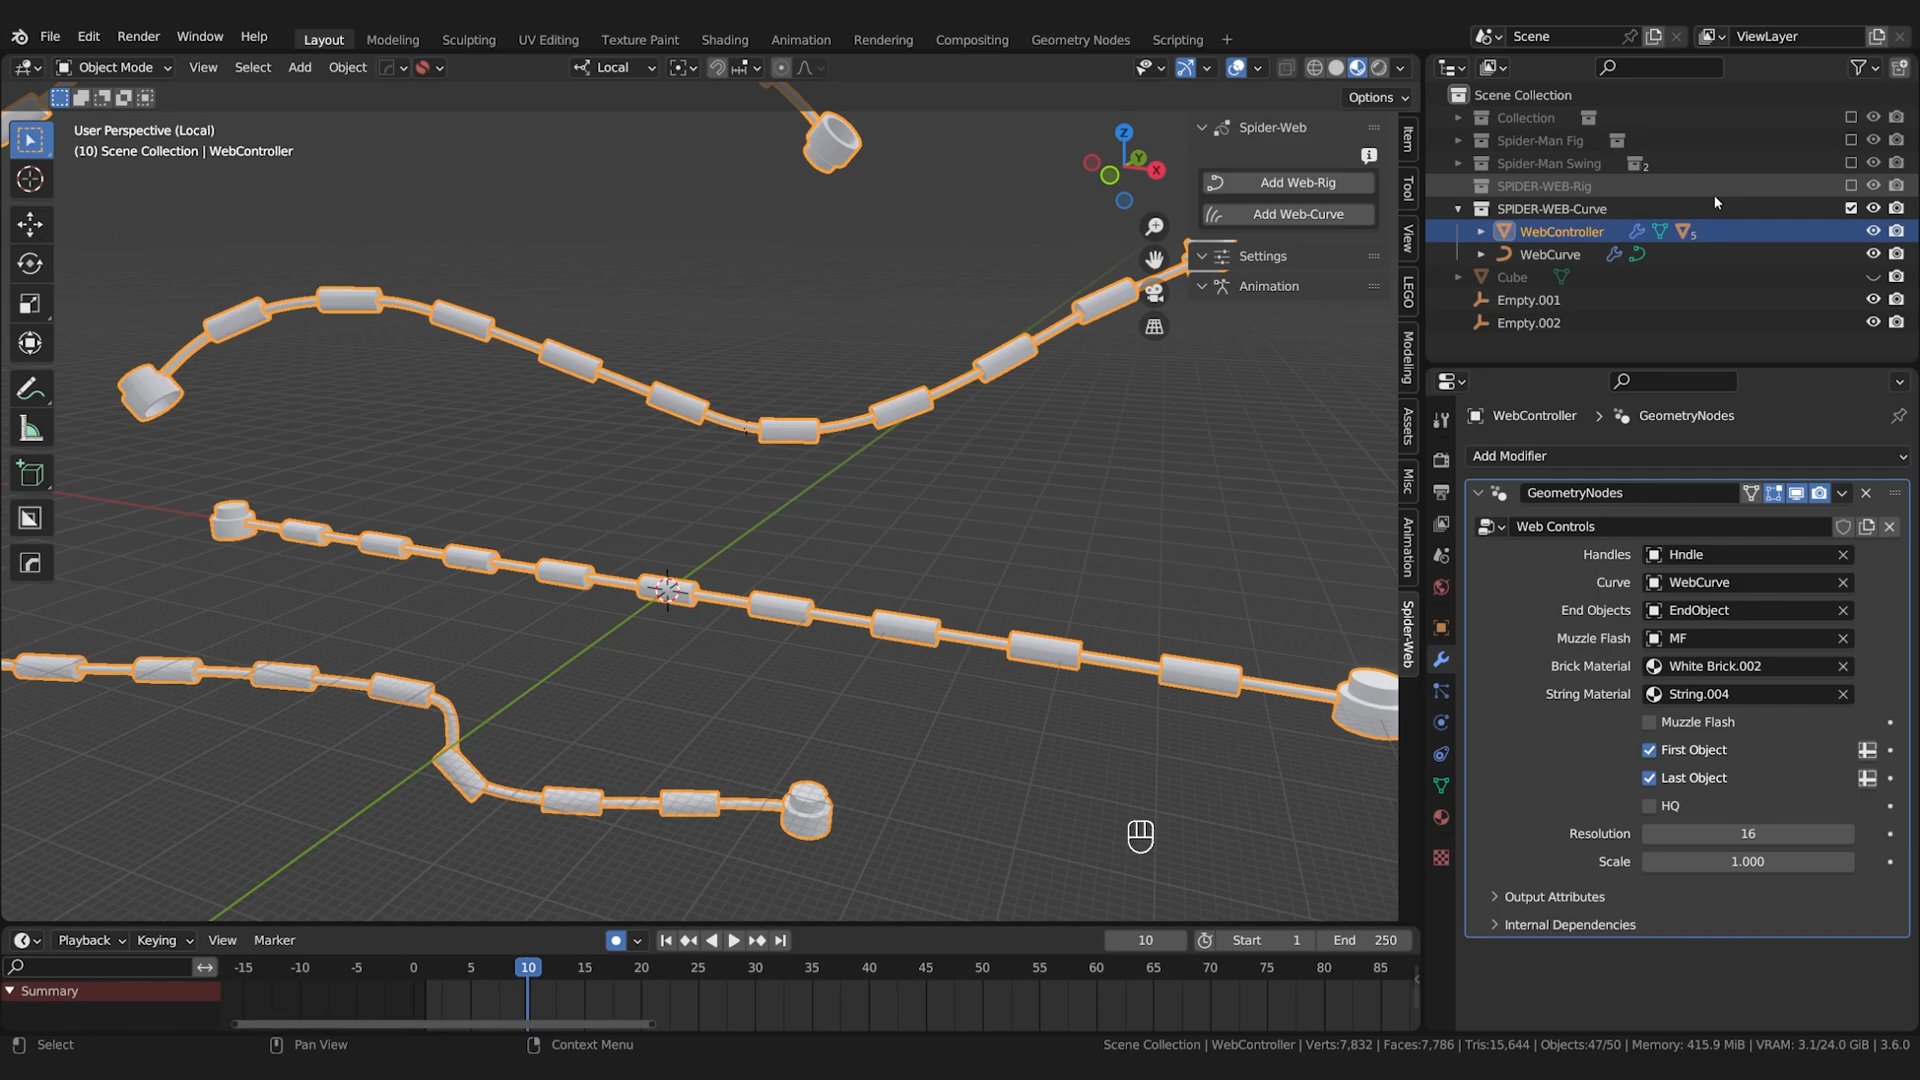 File Edit Render Window Help Layout Modeling Sculpting UV Editing Texture Paint Shading Animation Rendering Compositing Geometry Nodes Scripting + Scene ViewLayer
Object Mode View Select Add Object Local
Options
User Perspective (Local)
(10) Scene Collection | WebController
Z
Y
X
Spider-Web
Add Web-Rig
Add Web-Curve
Settings
Animation
Item
Tool
View
LEGO
Modeling
Assets
Misc
Animation
Spider-Web
Scene Collection
Collection
Spider-Man Fig
Spider-Man Swing 2
SPIDER-WEB-Rig
SPIDER-WEB-Curve
WebController 5
WebCurve
Cube
Empty.001
Empty.002
WebController > GeometryNodes
Add Modifier
GeometryNodes
Web Controls
Handles Hndle
Curve WebCurve
End Objects EndObject
Muzzle Flash MF
Brick Material White Brick.002
String Material String.004
Muzzle Flash
First Object
Last Object
HQ
Resolution 16
Scale 1.000
Output Attributes
Internal Dependencies
Playback Keying View Marker 10 Start 1 End 250
-15 -10 -5 0 5 10 15 20 25 30 35 40 45 50 55 60 65 70 75 80 85
Summary
Select Pan View Context Menu Scene Collection | WebController | Verts:7,832 | Faces:7,786 | Tris:15,644 | Objects:47/50 | Memory: 415.9 MiB | VRAM: 3.1/24.0 GiB | 3.6.0